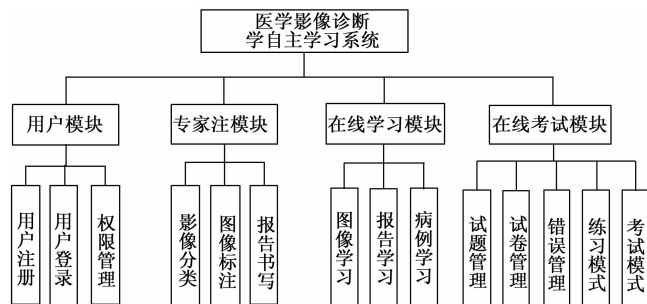 医学影像诊断
学自主学习系统
用户模块
专家注模块
在线学习模块
在线考试模块
用户注册
用户登录
权限管理
影像分类
图像标注
报告书写
图像学习
报告学习
病例学习
试题管理
试卷管理
错误管理
练习模式
考试模式